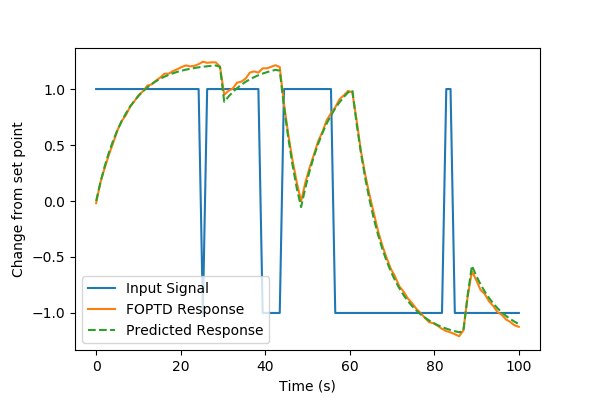 Change from set point
1.0
0.5
0.0
−0.5
−1.0
Input Signal
FOPTD Response
Predicted Response
0 20 40 60 80 100
Time (s)